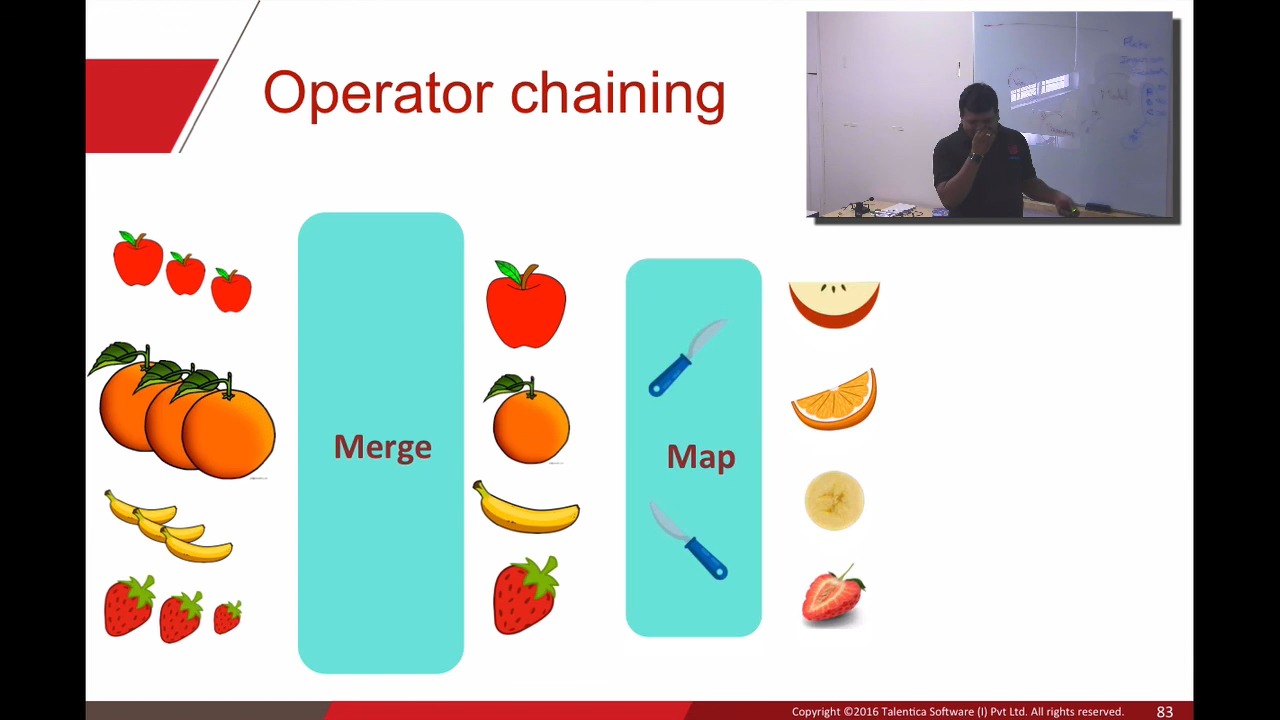 Operator chaining
Merge
Map
Copyright ©2016 Talentica Software (I) Pvt Ltd. All rights reserved.
83